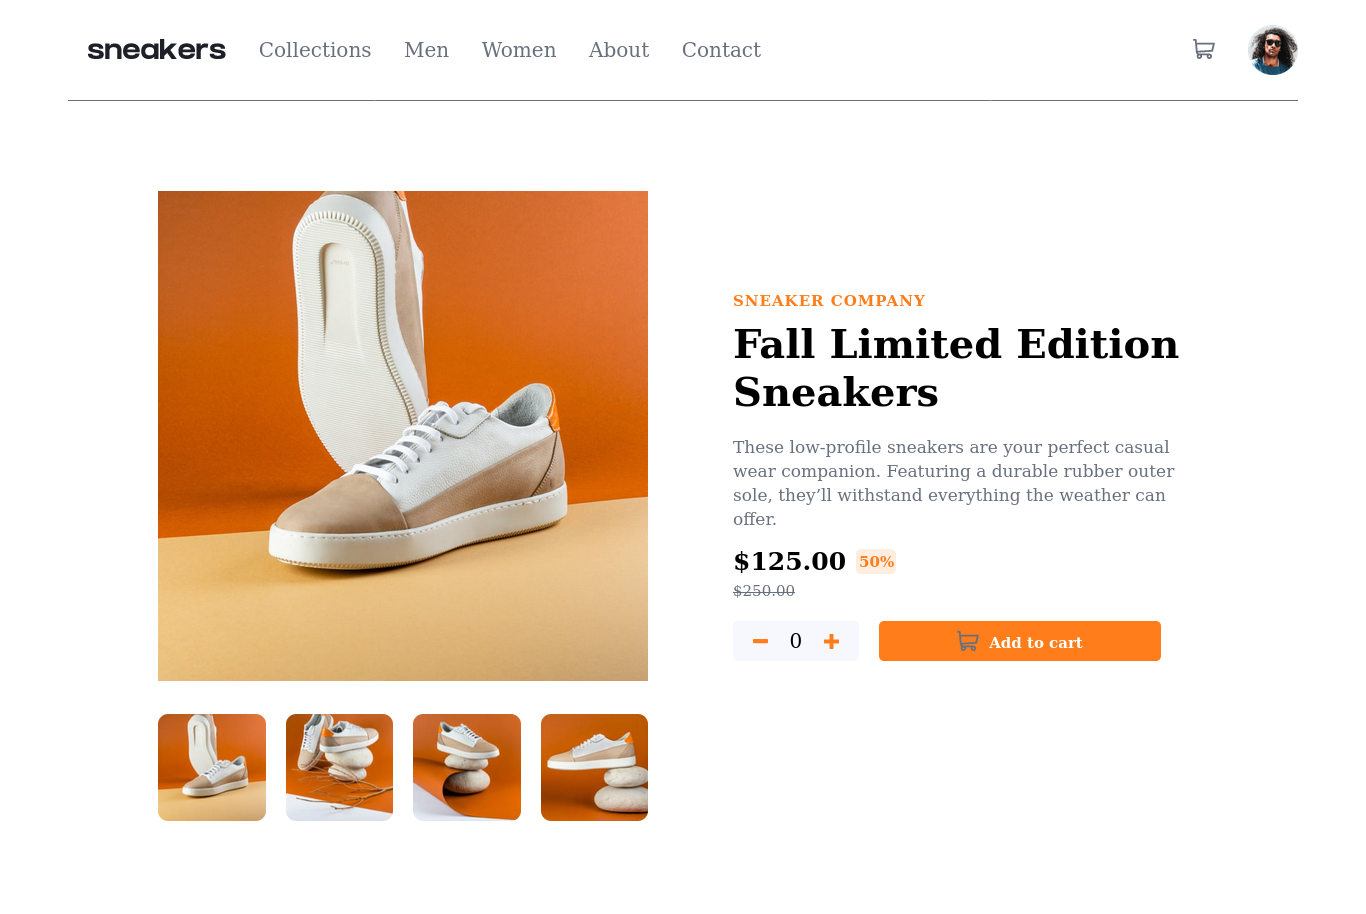 sneakers Collections Men Women About Contact
SNEAKER COMPANY
Fall Limited Edition
Sneakers
These low-profile sneakers are your perfect casual
wear companion. Featuring a durable rubber outer
sole, they’ll withstand everything the weather can
offer.
$125.00 50%
$250.00
0 Add to cart